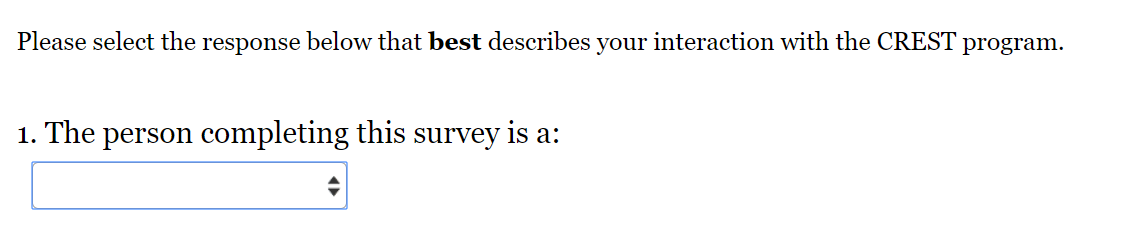 Please select the response below that best describes your interaction with the CREST program.
1. The person completing this survey is a: